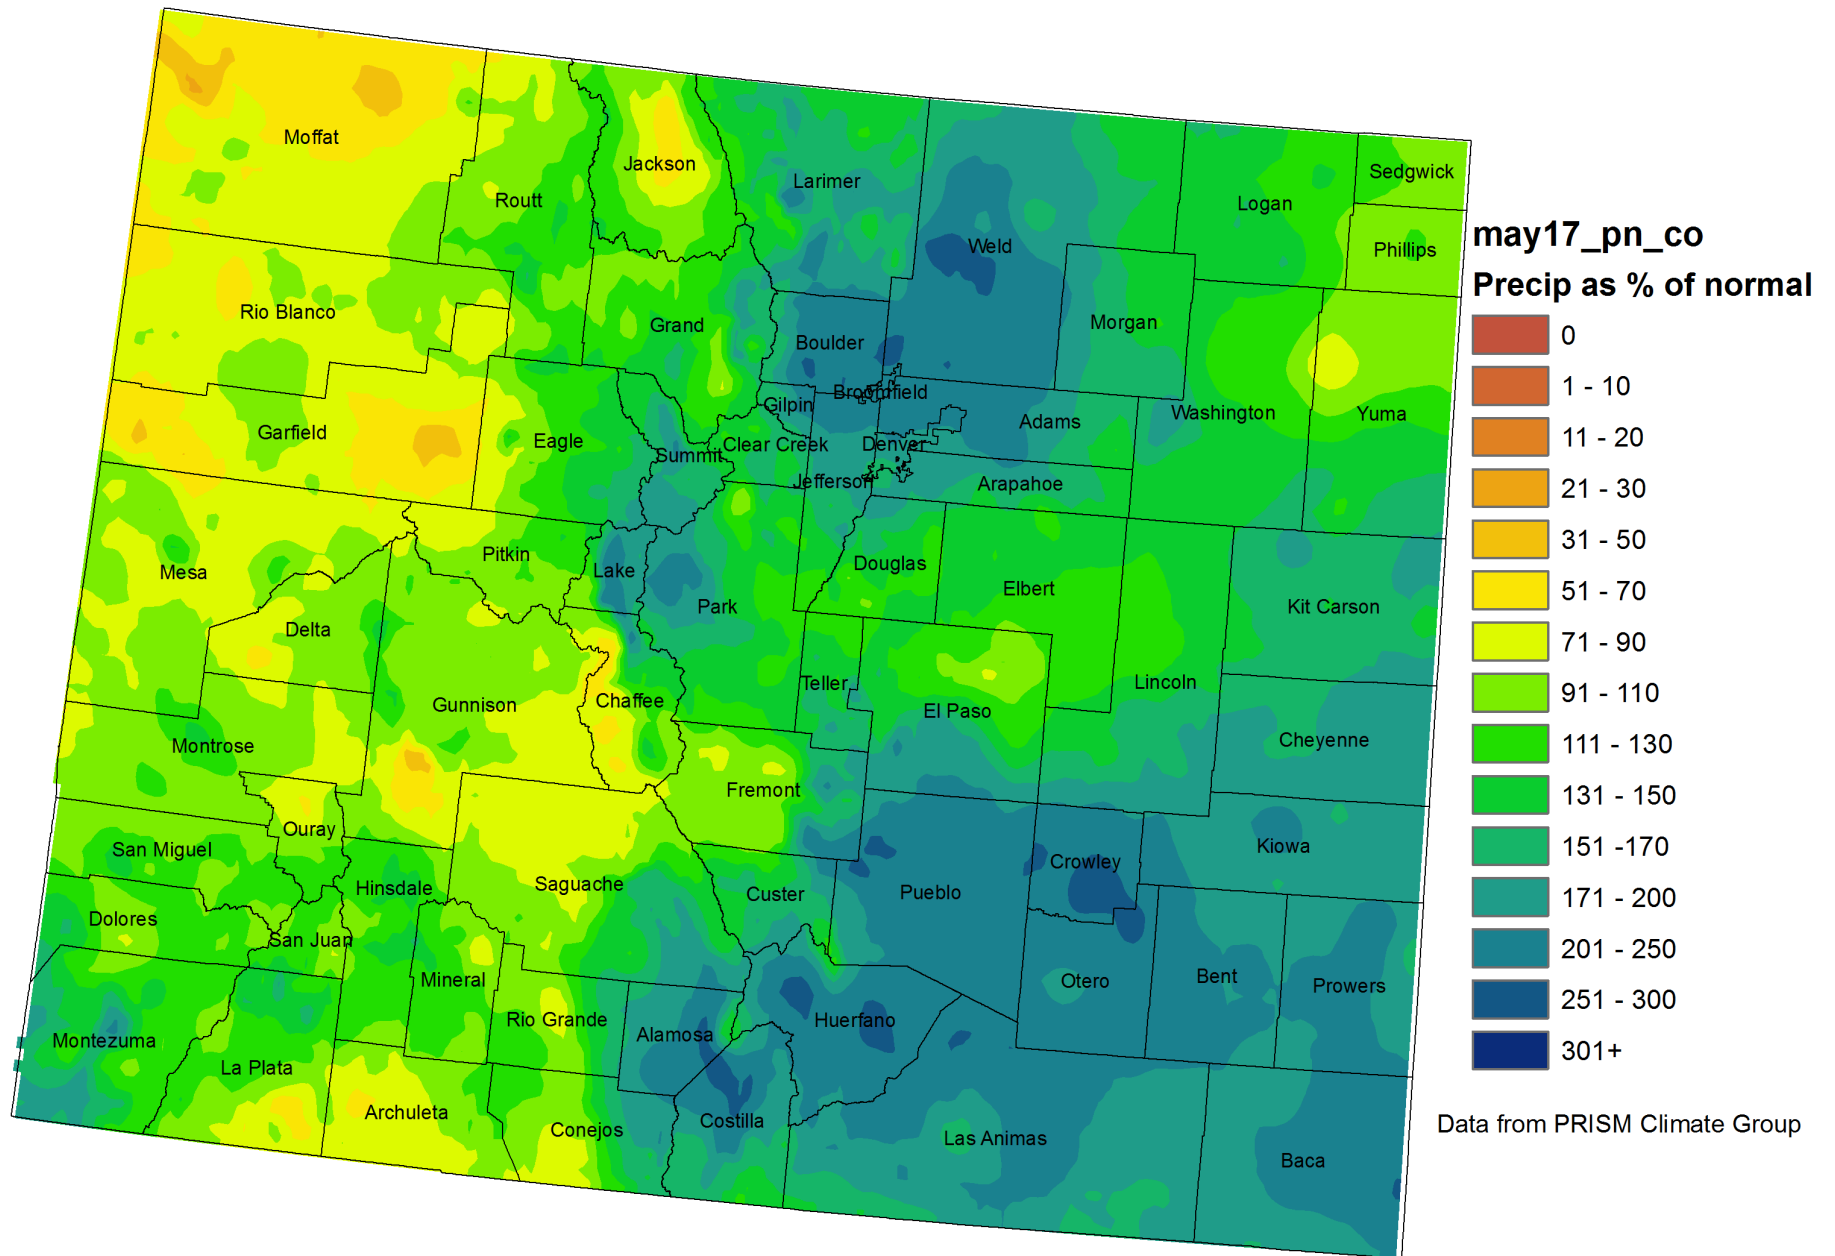 Moffat
Routt
Jackson
Larimer
Weld
Logan
Sedgwick
Phillips
Rio Blanco
Grand
Boulder
Morgan
Broomfield
Gilpin
Garfield
Eagle
Summit
Clear Creek
Denver
Adams
Washington
Yuma
Jefferson
Arapahoe
Mesa
Pitkin
Lake
Park
Douglas
Elbert
Kit Carson
Delta
Gunnison
Chaffee
Teller
El Paso
Lincoln
Montrose
Cheyenne
Fremont
Ouray
San Miguel
Hinsdale
Saguache
Custer
Pueblo
Crowley
Kiowa
Dolores
San Juan
Mineral
Rio Grande
Alamosa
Huerfano
Otero
Bent
Prowers
Montezuma
La Plata
Archuleta
Conejos
Costilla
Las Animas
Baca
may17_pn_co
Precip as % of normal
0
1 - 10
11 - 20
21 - 30
31 - 50
51 - 70
71 - 90
91 - 110
111 - 130
131 - 150
151 -170
171 - 200
201 - 250
251 - 300
301+
Data from PRISM Climate Group